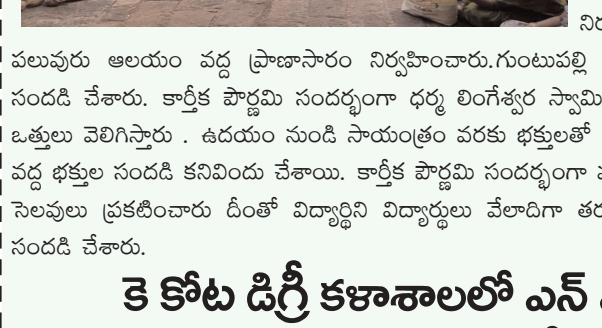 పలువురు ఆలయం వద్ద ప్రాణాసారం నిర్వహించారు.గుంటుపల్లి
సందడి చేశారు. కార్తీక పౌర్ణమి సందర్భంగా ధర్మ లింగేశ్వర స్వామి
ఒత్తులు వెలిగిస్తారు . ఉదయం నుండి సాయంత్రం వరకు భక్తులతో
వద్ద భక్తుల సందడి కనివిందు చేశాయి. కార్తీక పౌర్ణమి సందర్భంగా
సెలవులు ప్రకటించారు దీంతో విద్యార్థిని విద్యార్థులు వేలాదిగా
సందడి చేశారు.
కె కోట డిగ్రీ కళాశాలలో ఎన్